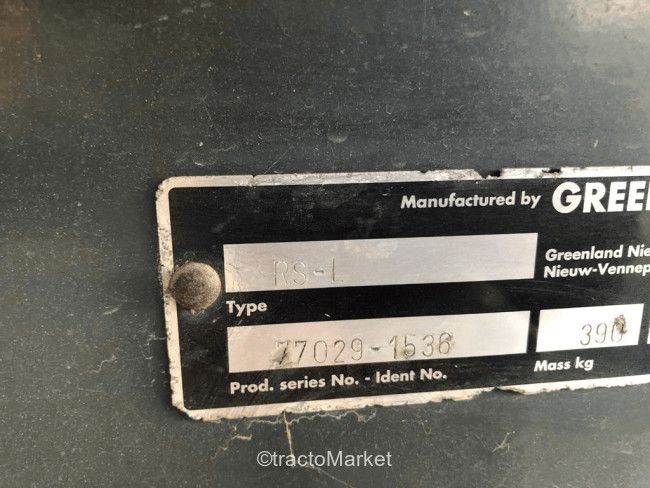 Manufactured by GREE
RS-L
Greenland Nie
Nieuw-Vennep
Type
77029-1536
390
Prod. series No. - Ident No.
Mass kg
©tractoMarket